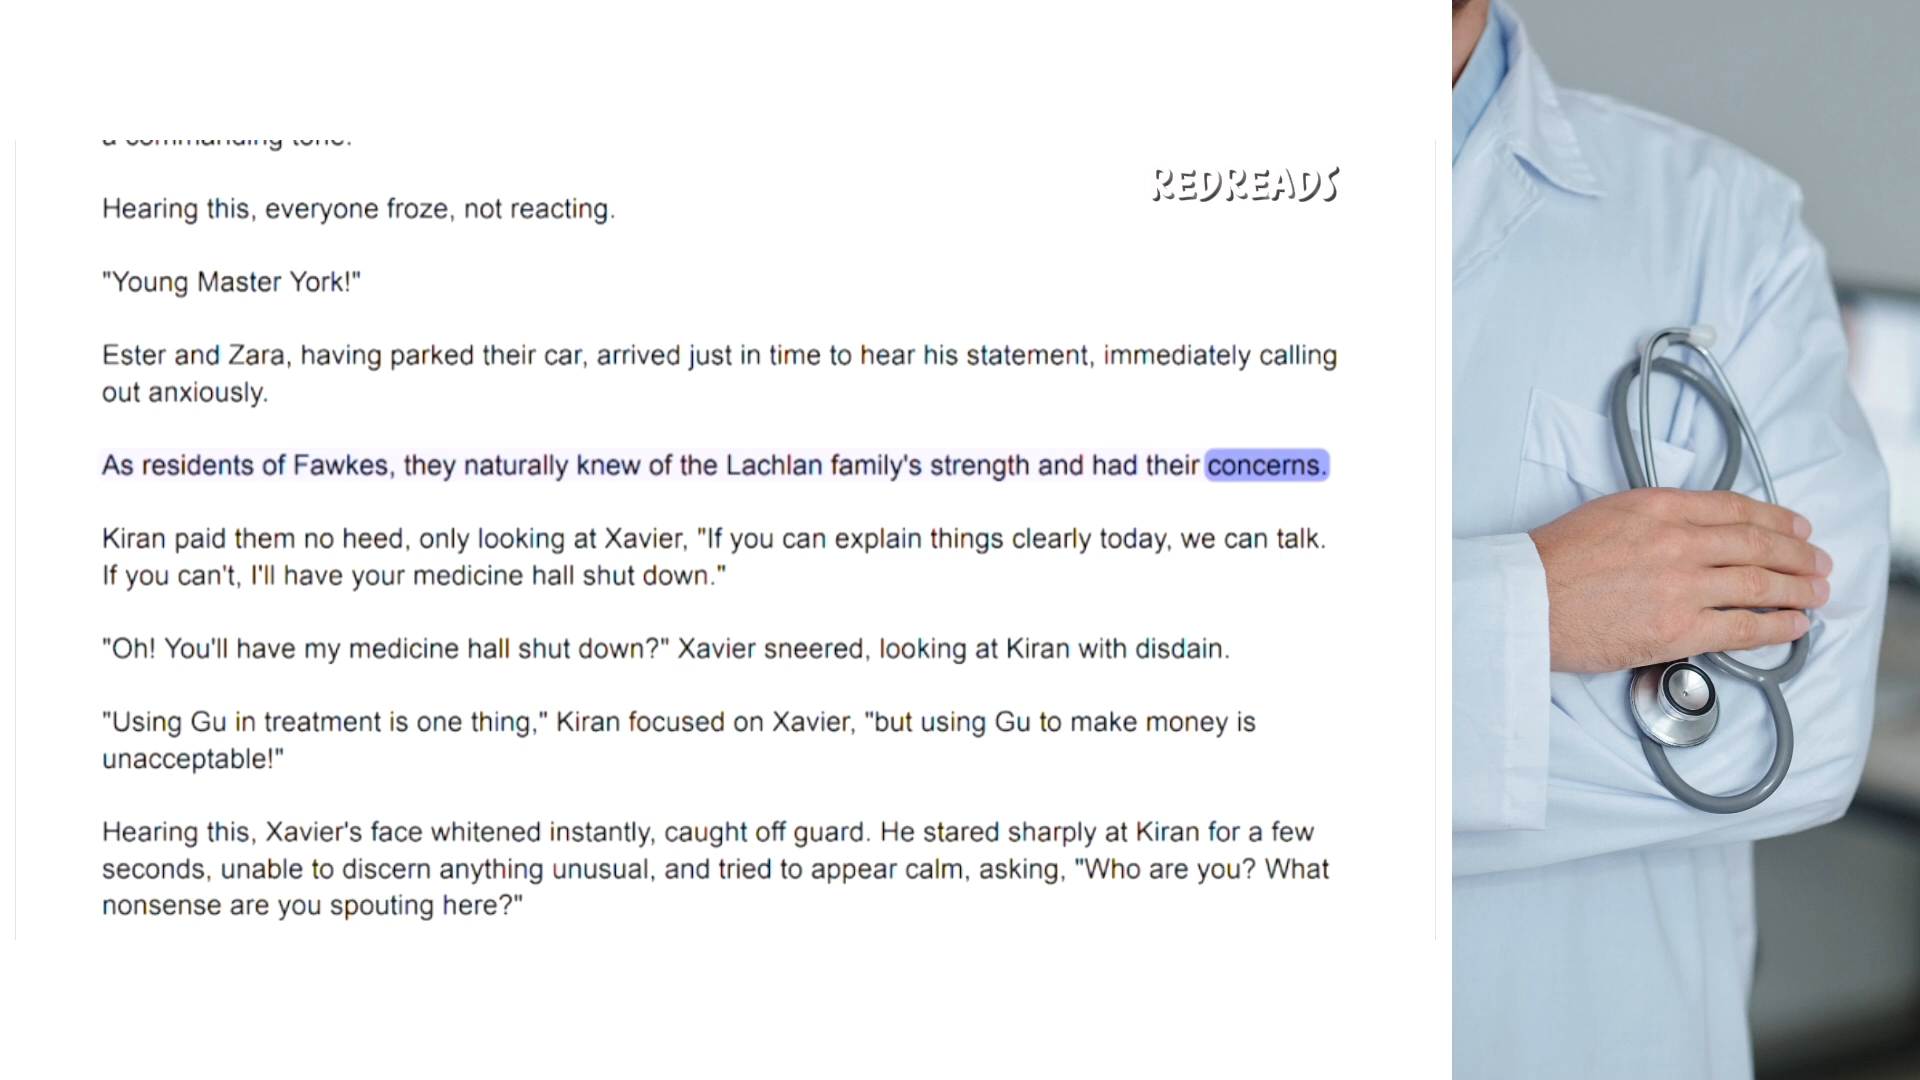 a commanding tone.
REDREADS
Hearing this, everyone froze, not reacting.
"Young Master York!"
Ester and Zara, having parked their car, arrived just in time to hear his statement, immediately calling
out anxiously.
As residents of Fawkes, they naturally knew of the Lachlan family's strength and had their concerns.
Kiran paid them no heed, only looking at Xavier, "If you can explain things clearly today, we can talk.
If you can't, I'll have your medicine hall shut down."
"Oh! You'll have my medicine hall shut down?" Xavier sneered, looking at Kiran with disdain.
"Using Gu in treatment is one thing," Kiran focused on Xavier, "but using Gu to make money is
unacceptable!"
Hearing this, Xavier's face whitened instantly, caught off guard. He stared sharply at Kiran for a few
seconds, unable to discern anything unusual, and tried to appear calm, asking, "Who are you? What
nonsense are you spouting here?"